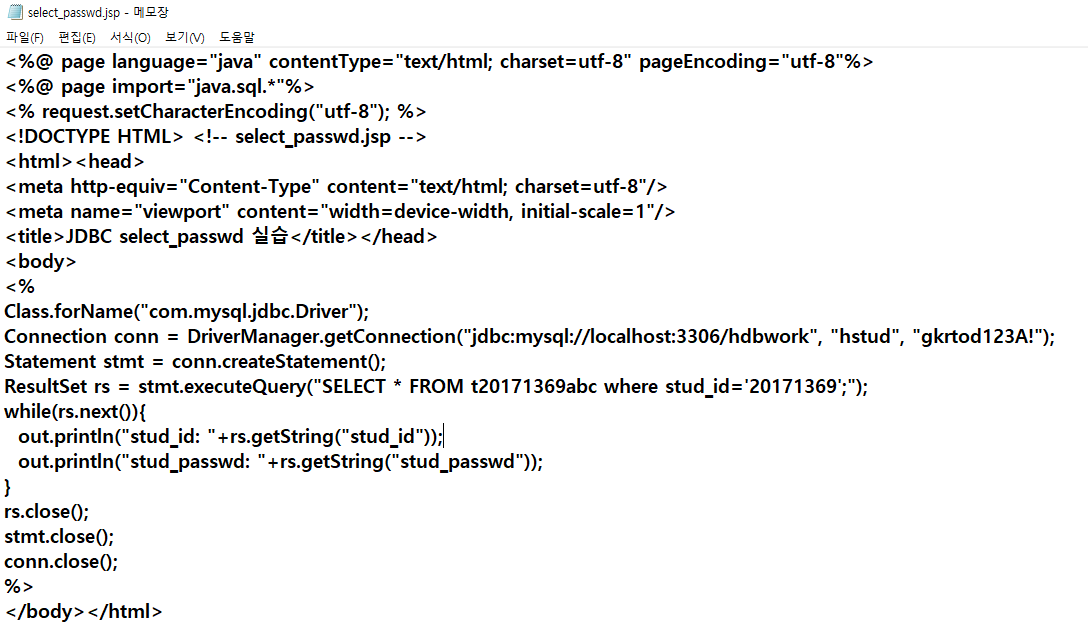 select_passwd.jsp - 메모장
파일(F) 편집(E) 서식(O) 보기(V) 도움말
<%@ page language="java" contentType="text/html; charset=utf-8" pageEncoding="utf-8"%>
<%@ page import="java.sql.*"%>
<% request.setCharacterEncoding("utf-8"); %>
<!DOCTYPE HTML> <!-- select_passwd.jsp -->
<html><head>
<meta http-equiv="Content-Type" content="text/html; charset=utf-8"/>
<meta name="viewport" content="width=device-width, initial-scale=1"/>
<title>JDBC select_passwd 실습</title></head>
<body>
<%
Class.forName("com.mysql.jdbc.Driver");
Connection conn = DriverManager.getConnection("jdbc:mysql://localhost:3306/hdbwork", "hstud", "gkrtod123A!");
Statement stmt = conn.createStatement();
ResultSet rs = stmt.executeQuery("SELECT * FROM t20171369abc where stud_id='20171369';");
while(rs.next()){
  out.println("stud_id: "+rs.getString("stud_id"));
  out.println("stud_passwd: "+rs.getString("stud_passwd"));
}
rs.close();
stmt.close();
conn.close();
%>
</body></html>